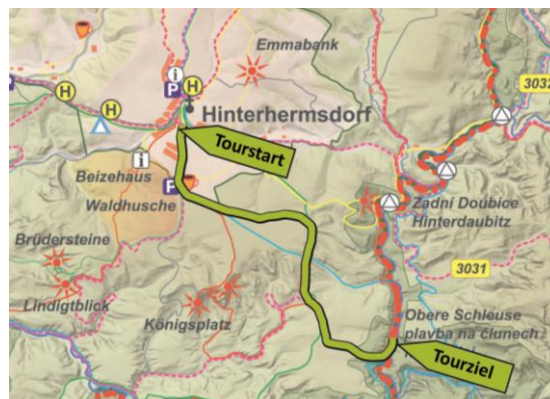 Emmabank
i
P
H
3032
H
H
Hinterhermsdorf
Tourstart
i
Beizehaus
P
Waldhusche
Zadní Doubice
Hinterdaubitz
Brüdersteine
3031
Lindigtblick
Königsplatz
Obere Schleuse
plavba na člunech
Tourziel